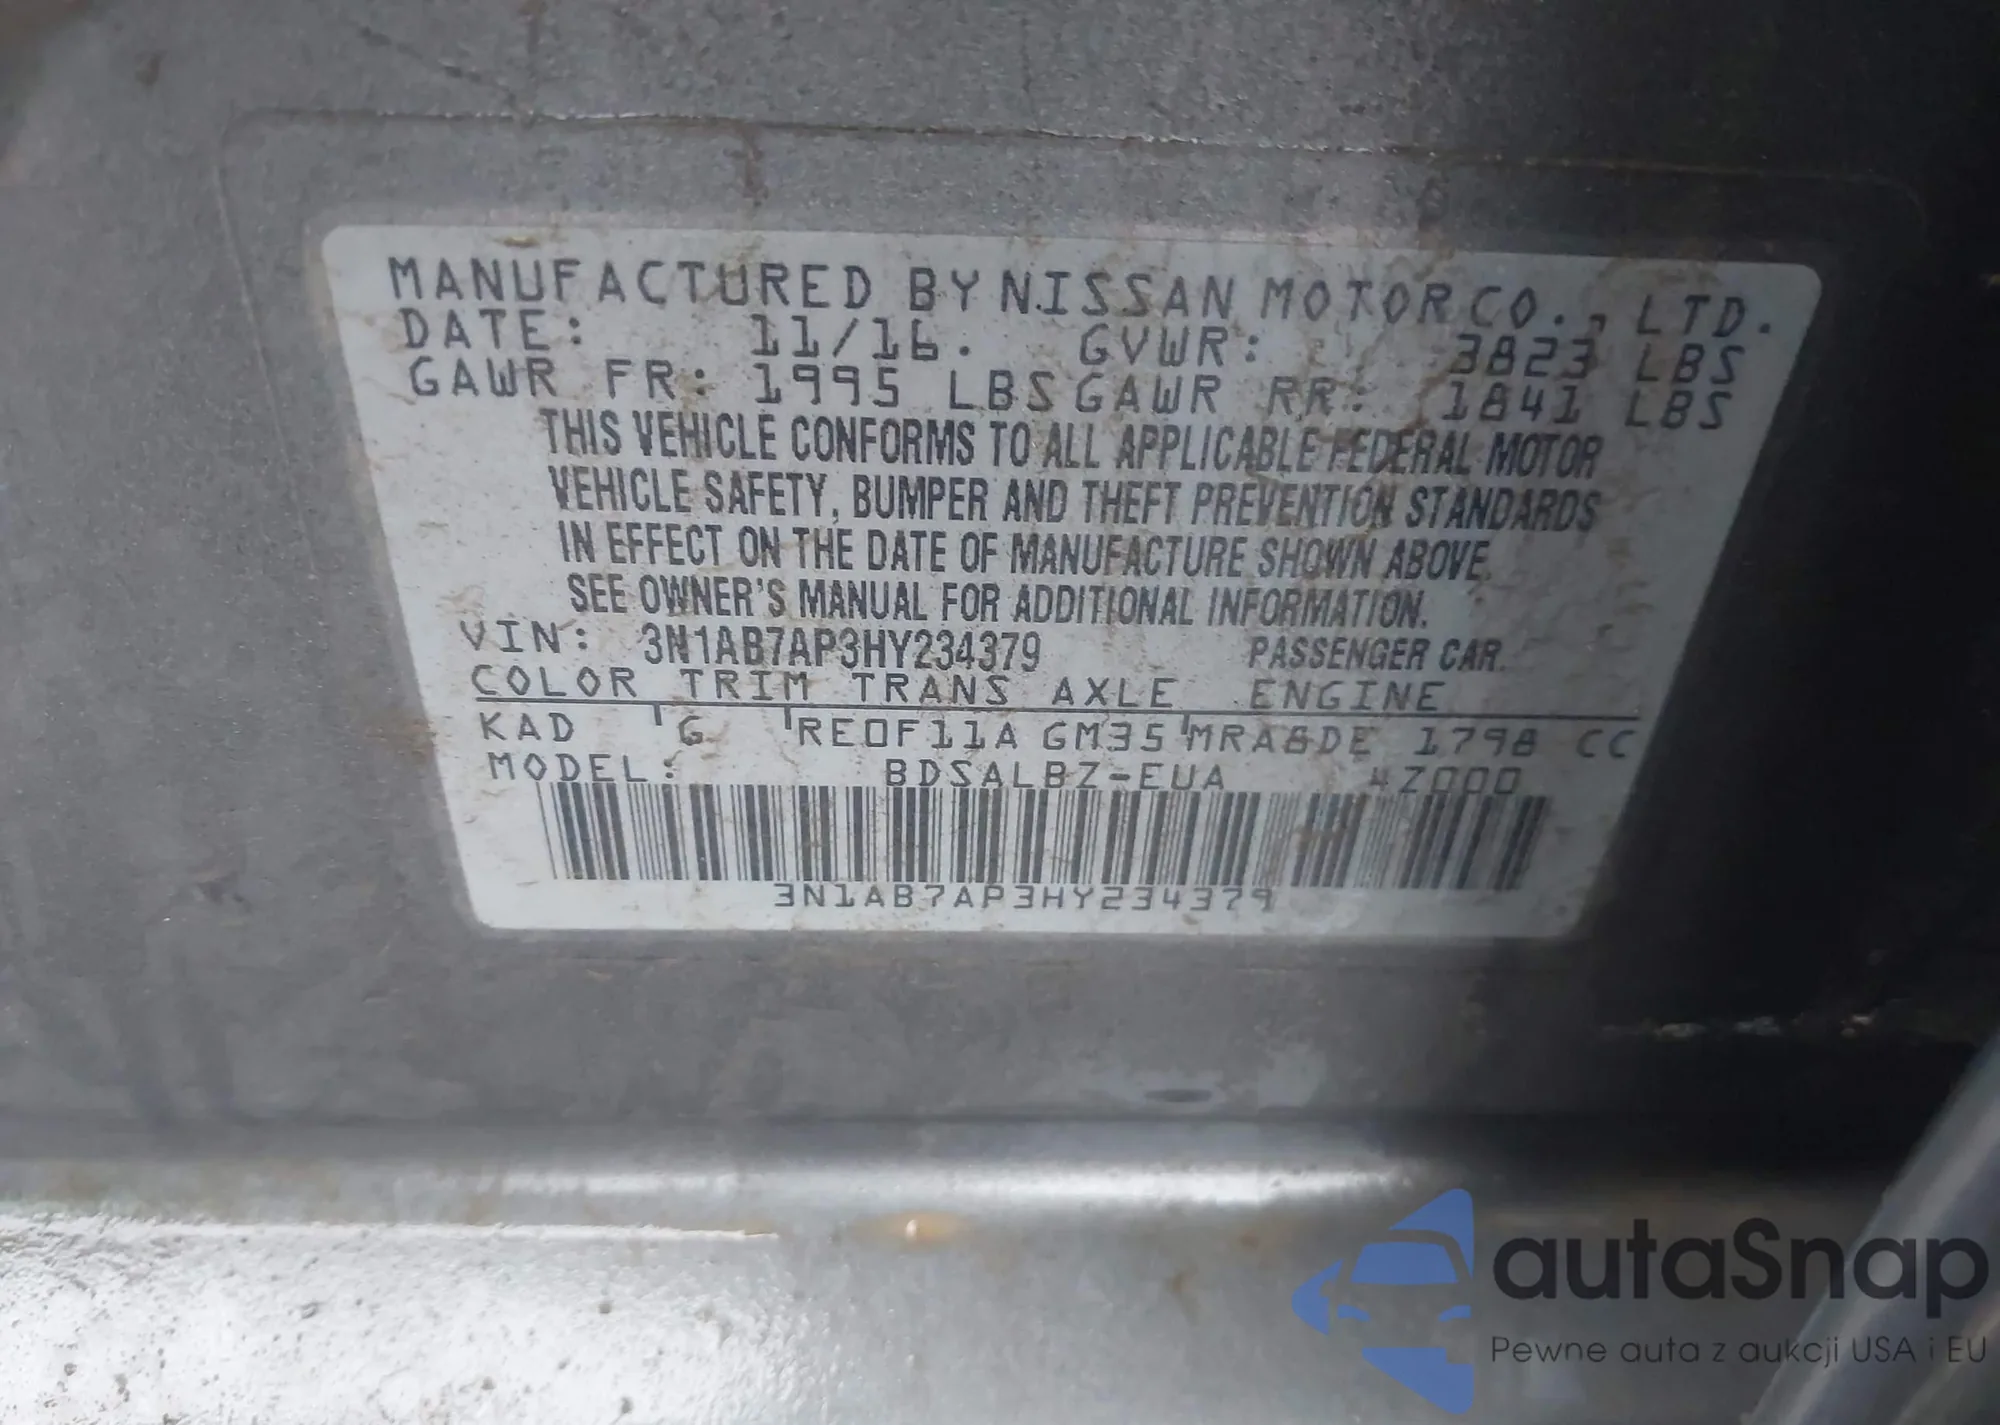 MANUFACTURED BY NISSAN MOTOR CO., LTD.
DATE: 11/16. GVWR: 3823 LBS
GAWR FR: 1995 LBS GAWR RR: 1841 LBS
THIS VEHICLE CONFORMS TO ALL APPLICABLE FEDERAL MOTOR
VEHICLE SAFETY, BUMPER AND THEFT PREVENTION STANDARDS
IN EFFECT ON THE DATE OF MANUFACTURE SHOWN ABOVE.
SEE OWNER'S MANUAL FOR ADDITIONAL INFORMATION.
VIN: 3N1AB7AP3HY234379 PASSENGER CAR.
COLOR TRIM TRANS AXLE ENGINE
KAD G RE0F11A GM35 MRA8DE 1798 CC
MODEL: BDSALBZ-EUA 4Z000
3N1AB7AP3HY234379
autaSnap
Pewne auta z aukcji USA i EU